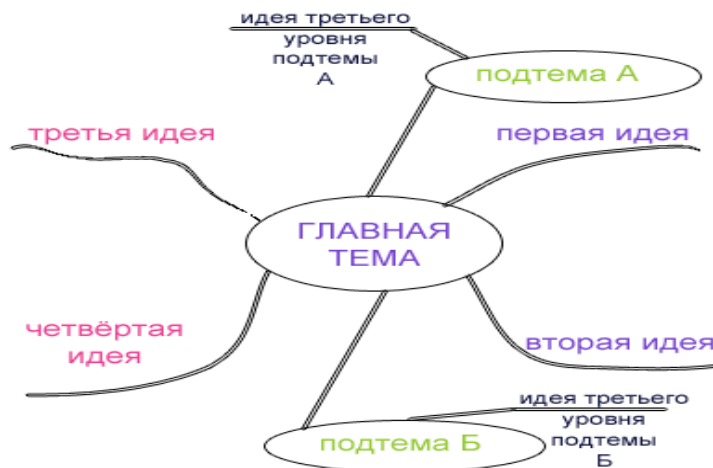 идея третьего
уровня
подтемы
А
подтема А
третья идея
первая идея
ГЛАВНАЯ
ТЕМА
четвёртая
идея
вторая идея
идея третьего
уровня
подтемы
Б
подтема Б